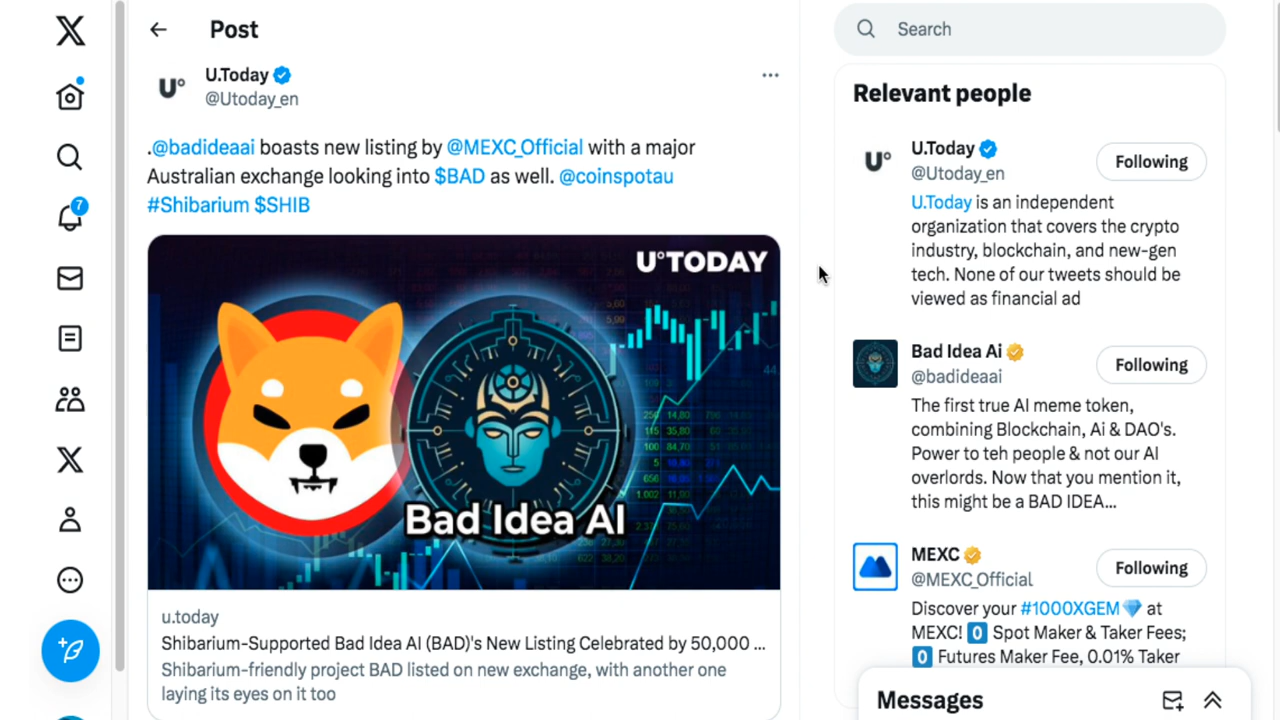 Post
U.Today
@Utoday_en
.@badideaai boasts new listing by @MEXC_Official with a major
Australian exchange looking into $BAD as well. @coinspotau
#Shibarium $SHIB
U°TODAY
Bad Idea AI
u.today
Shibarium-Supported Bad Idea AI (BAD)'s New Listing Celebrated by 50,000 ...
Shibarium-friendly project BAD listed on new exchange, with another one
laying its eyes on it too
7
Search
Relevant people
U°
U.Today
@Utoday_en
Following
U.Today is an independent
organization that covers the crypto
industry, blockchain, and new-gen
tech. None of our tweets should be
viewed as financial ad
Bad Idea Ai
@badideaai
Following
The first true AI meme token,
combining Blockchain, Ai & DAO's.
Power to teh people & not our AI
overlords. Now that you mention it,
this might be a BAD IDEA...
MEXC
@MEXC_Official
Following
Discover your #1000XGEM💎 at
MEXC! 0 Spot Maker & Taker Fees;
0 Futures Maker Fee, 0.01% Taker
Messages